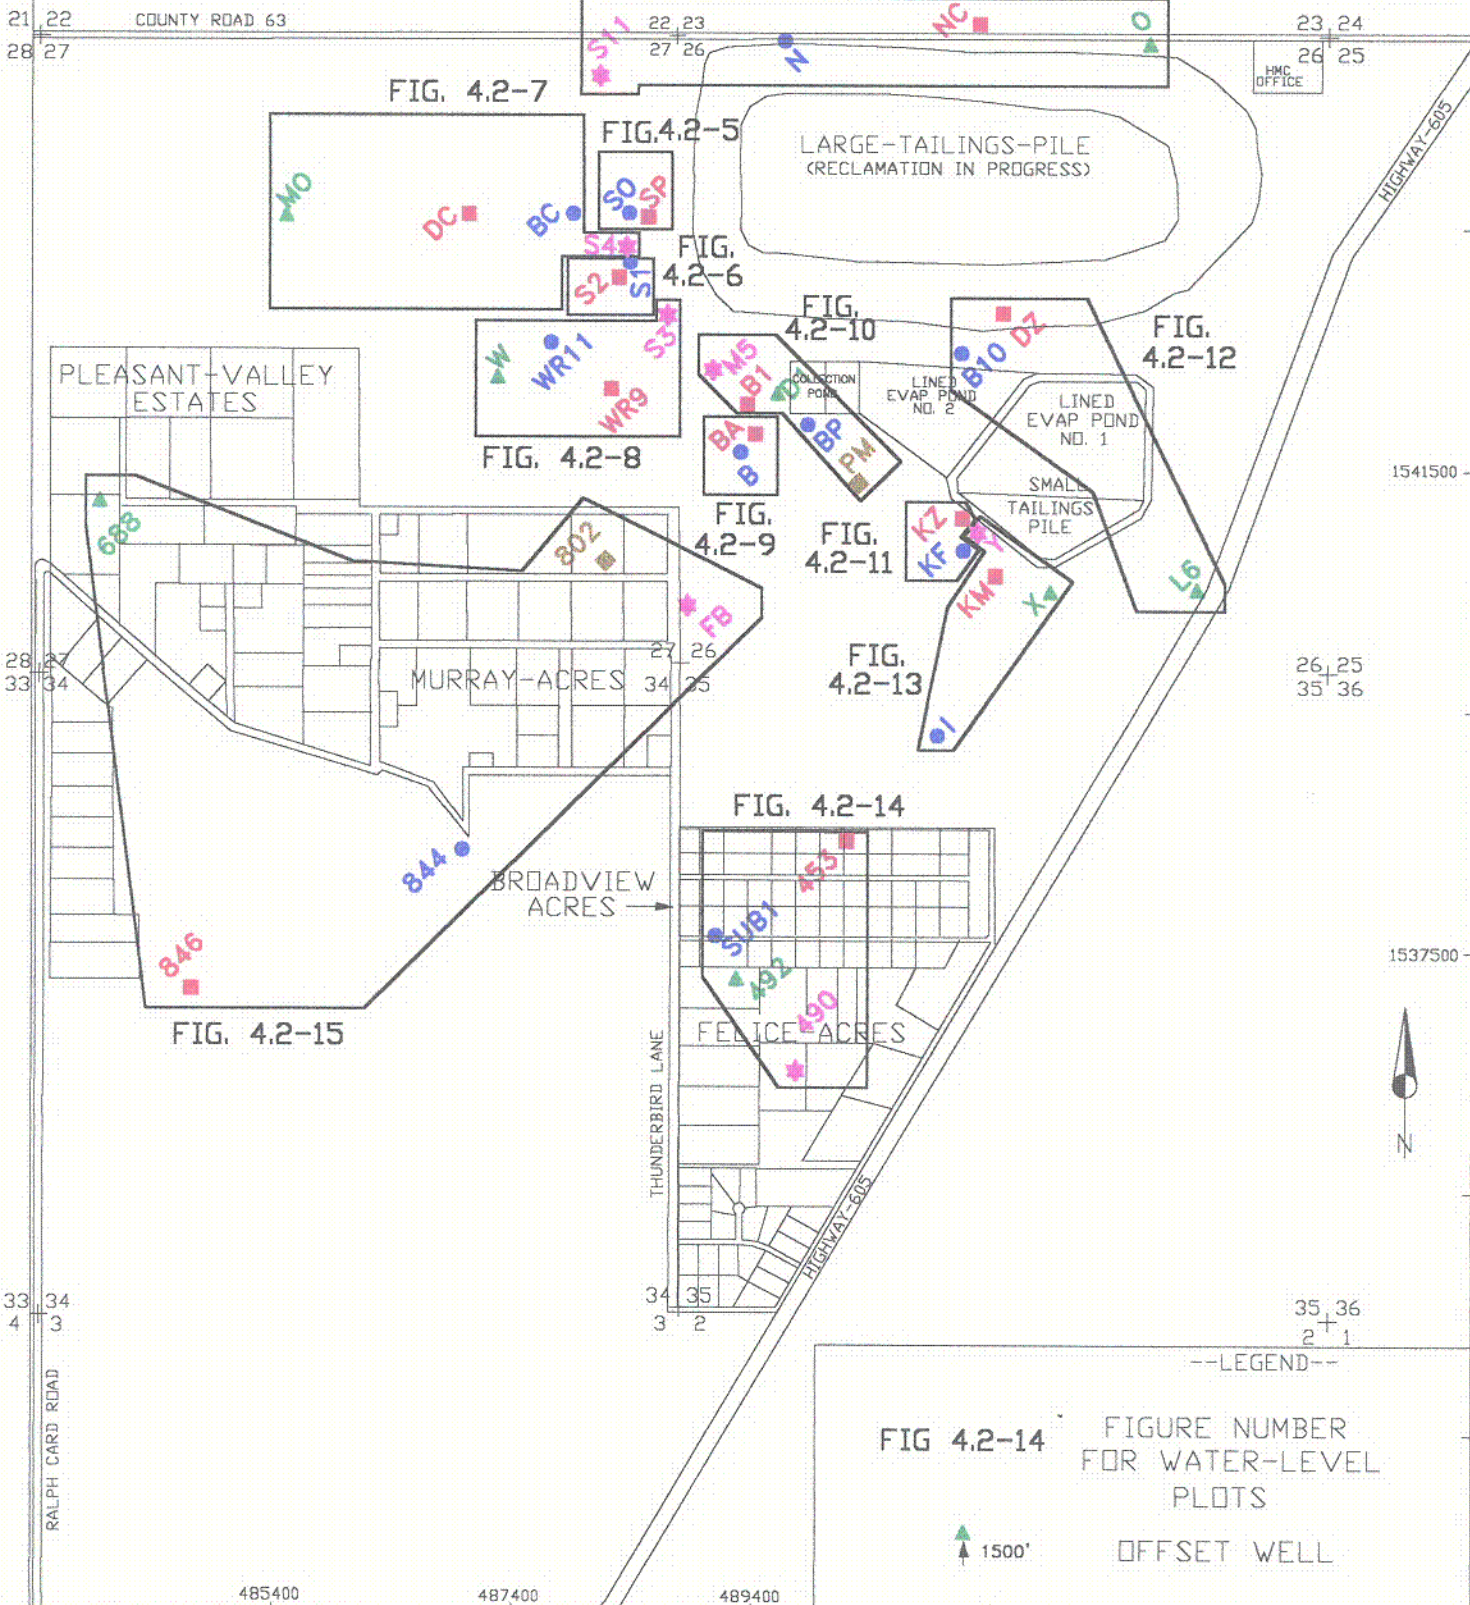 21 22
28 27
COUNTY ROAD 63
22 23
27 26
23 24
26 25
S11
N
NC
O
HMC
OFFICE
HIGHWAY-605
FIG. 4.2-7
FIG.4.2-5
LARGE-TAILINGS-PILE
(RECLAMATION IN PROGRESS)
MO
DC
BC
SO
SP
S4
FIG.
4.2-6
S2
S1
S3
FIG.
4.2-10
FIG.
4.2-12
DZ
B10
W
WR11
WR9
M5
B1
D1
COLLECTION
POND
LINED
EVAP POND
NO. 2
LINED
EVAP POND
NO. 1
PLEASANT-VALLEY
ESTATES
FIG. 4.2-8
BA
B
BP
PM
FIG.
4.2-9
1541500
SMALL
TAILINGS
PILE
688
802
FIG.
4.2-11
KZ
KF
Y
KM
X
L6
FB
28 27
33 34
27 26
34 35
26 25
35 36
MURRAY-ACRES
FIG.
4.2-13
I
FIG. 4.2-14
453
844
BROADVIEW
ACRES
SUB1
492
490
846
1537500
FIG. 4.2-15
FELICE-ACRES
THUNDERBIRD LANE
N
HIGHWAY-605
33 34
4 3
34 35
3 2
35 36
2 1
RALPH CARD ROAD
--LEGEND--
FIG 4.2-14
FIGURE NUMBER
FOR WATER-LEVEL
PLOTS
1500'
OFFSET WELL
485400
487400
489400